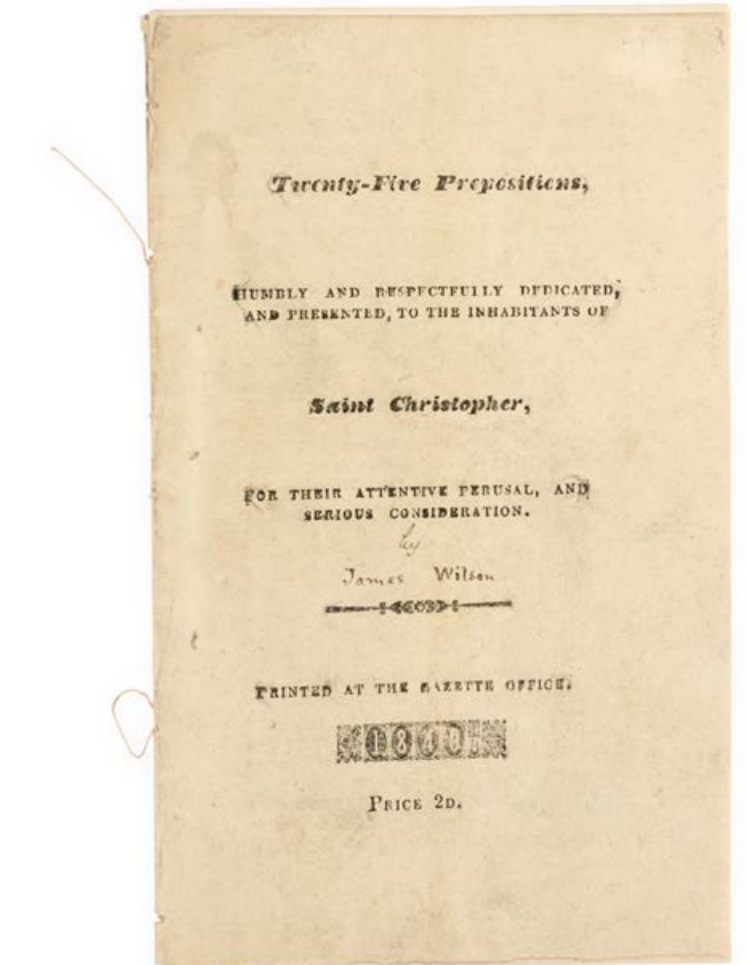 Twenty-Five Propositions,
HUMBLY AND RESPECTFULLY DEDICATED,
AND PRESENTED, TO THE INHABITANTS OF
Saint Christopher,
FOR THEIR ATTENTIVE PERUSAL, AND
SERIOUS CONSIDERATION.
by
James Wilson
PRINTED AT THE GAZETTE OFFICE.
1840
PRICE 2D.